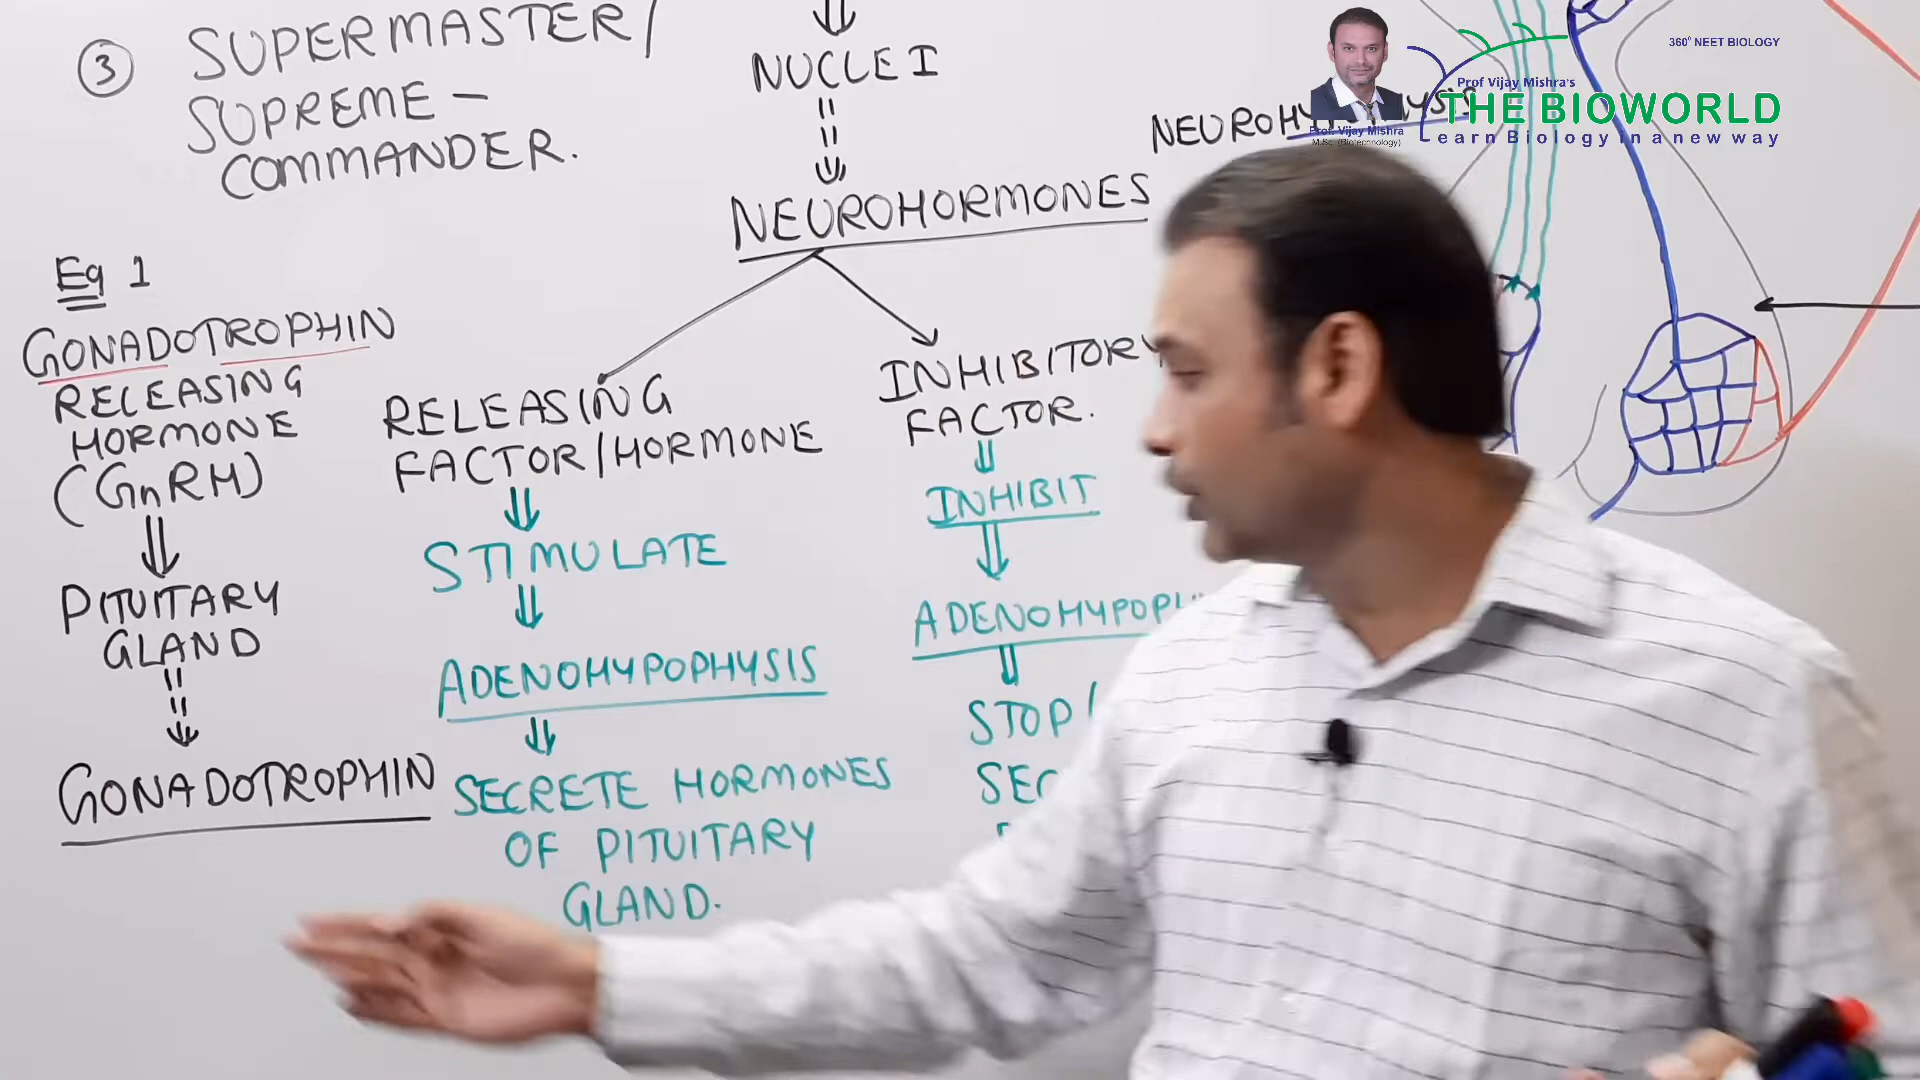 ③ SUPERMASTER/
SUPREME –
COMMANDER.
NUCLEI
NEUROHORMONES
Eg 1
GONADOTROPHIN
RELEASING
HORMONE
(GnRH)
PITUITARY
GLAND
GONADOTROPHIN
RELEASING
FACTOR/HORMONE
STIMULATE
ADENOHYPOPHYSIS
SECRETE HORMONES
OF PITUITARY
GLAND.
INHIBITORY
FACTOR.
INHIBIT
STOP/
360° NEET BIOLOGY
Prof Vijay Mishra's
THE BIOWORLD
Learn Biology in a new way
Prof. Vijay Mishra
M.Sc. (Biotechnology)